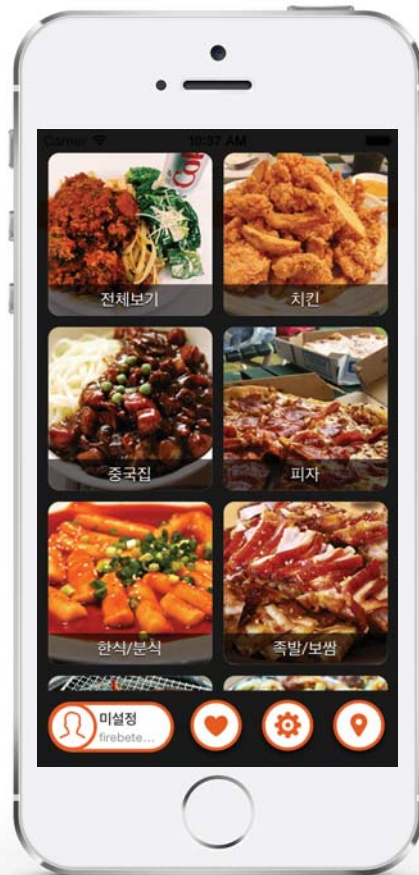 Carrier
10:37 AM
전체보기
치킨
중국집
피자
한식/분식
족발/보쌈
미설정
firebete...